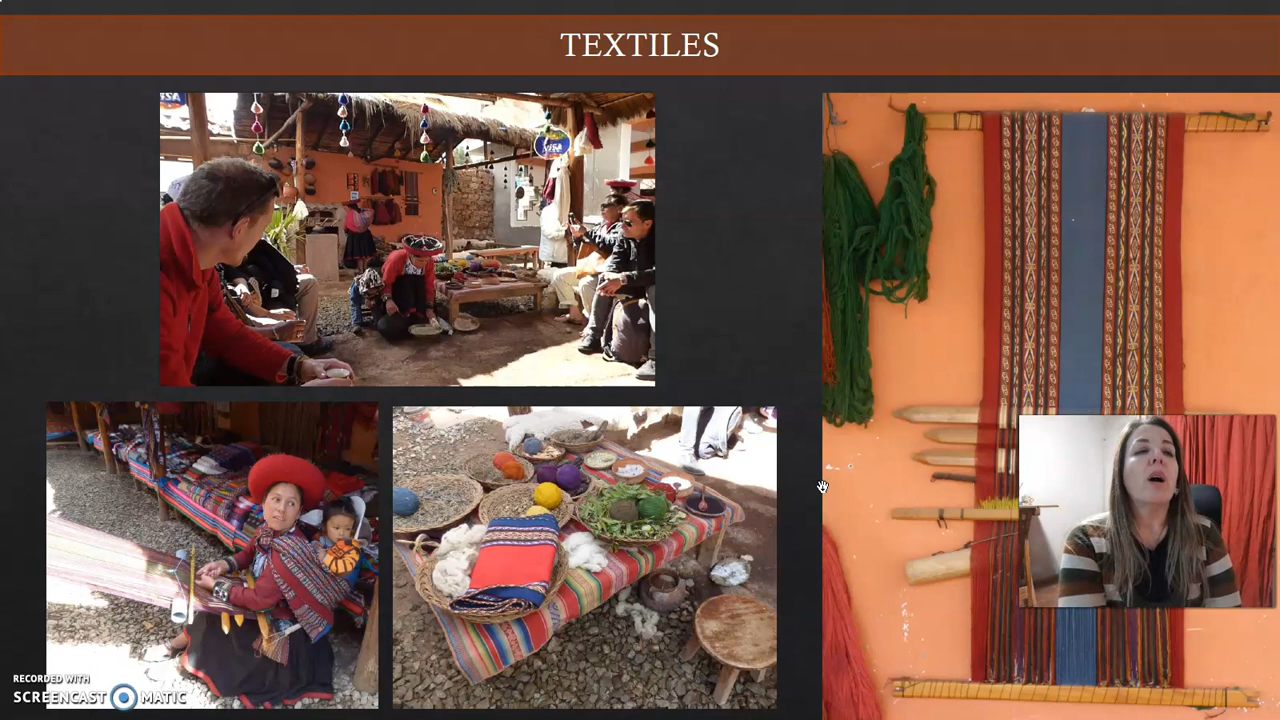 TEXTILES
VISA
VISA
RECORDED WITH
SCREENCAST MATIC